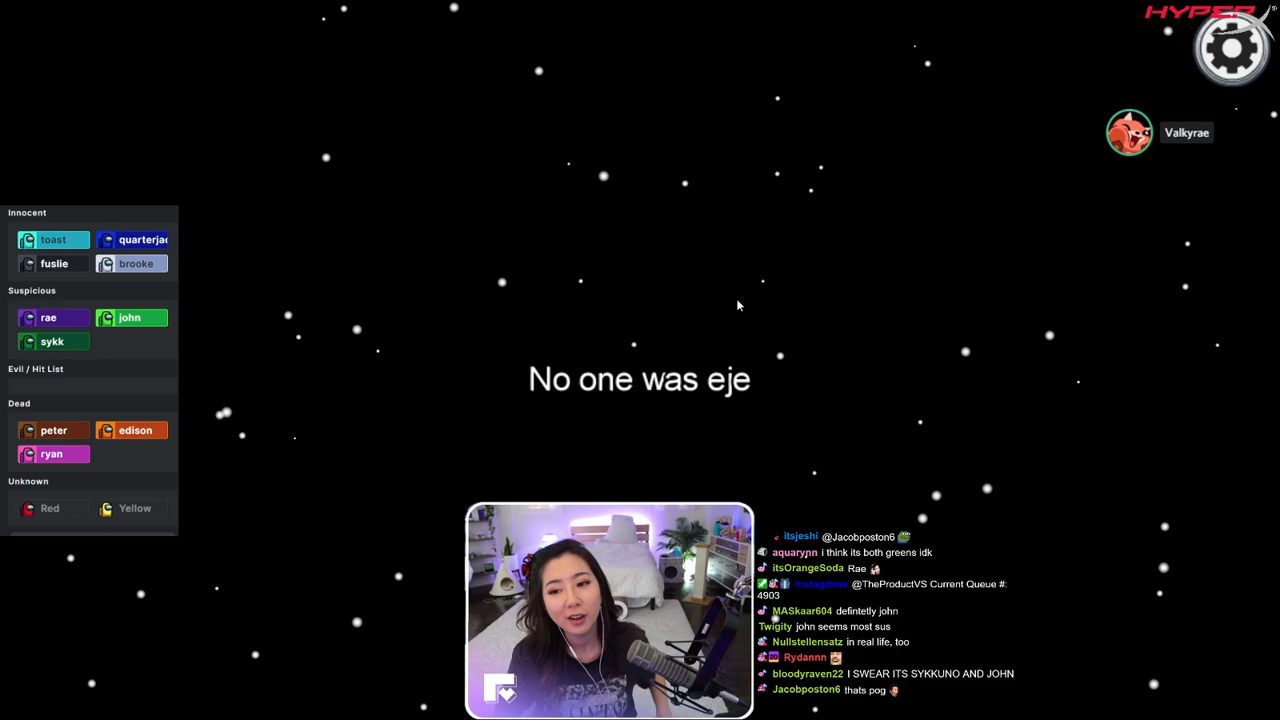 HYPERX
Valkyrae
Innocent
toast
quarterjac
fuslie
brooke
Suspicious
rae
john
sykk
Evil / Hit List
Dead
peter
edison
ryan
Unknown
Red
Yellow
No one was eje
itsjeshi @Jacobposton6
aquaryjn i think its both greens idk
itsOrangeSoda Rae
@TheProductVS Current Queue #:
4903
MASkaar604 defintetly john
Twigity john seems most sus
Nullstellensatz in real life, too
Rydannn
bloodyraven22 I SWEAR ITS SYKKUNO AND JOHN
Jacobposton6 thats pog